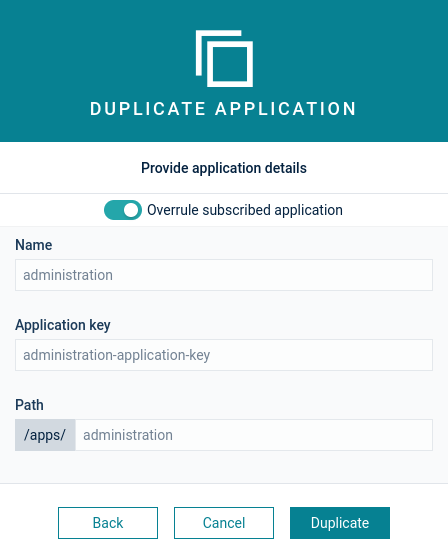 DUPLICATE APPLICATION
Provide application details
Overrule subscribed application
Name
administration
Application key
administration-application-key
Path
/apps/ administration
Back Cancel Duplicate